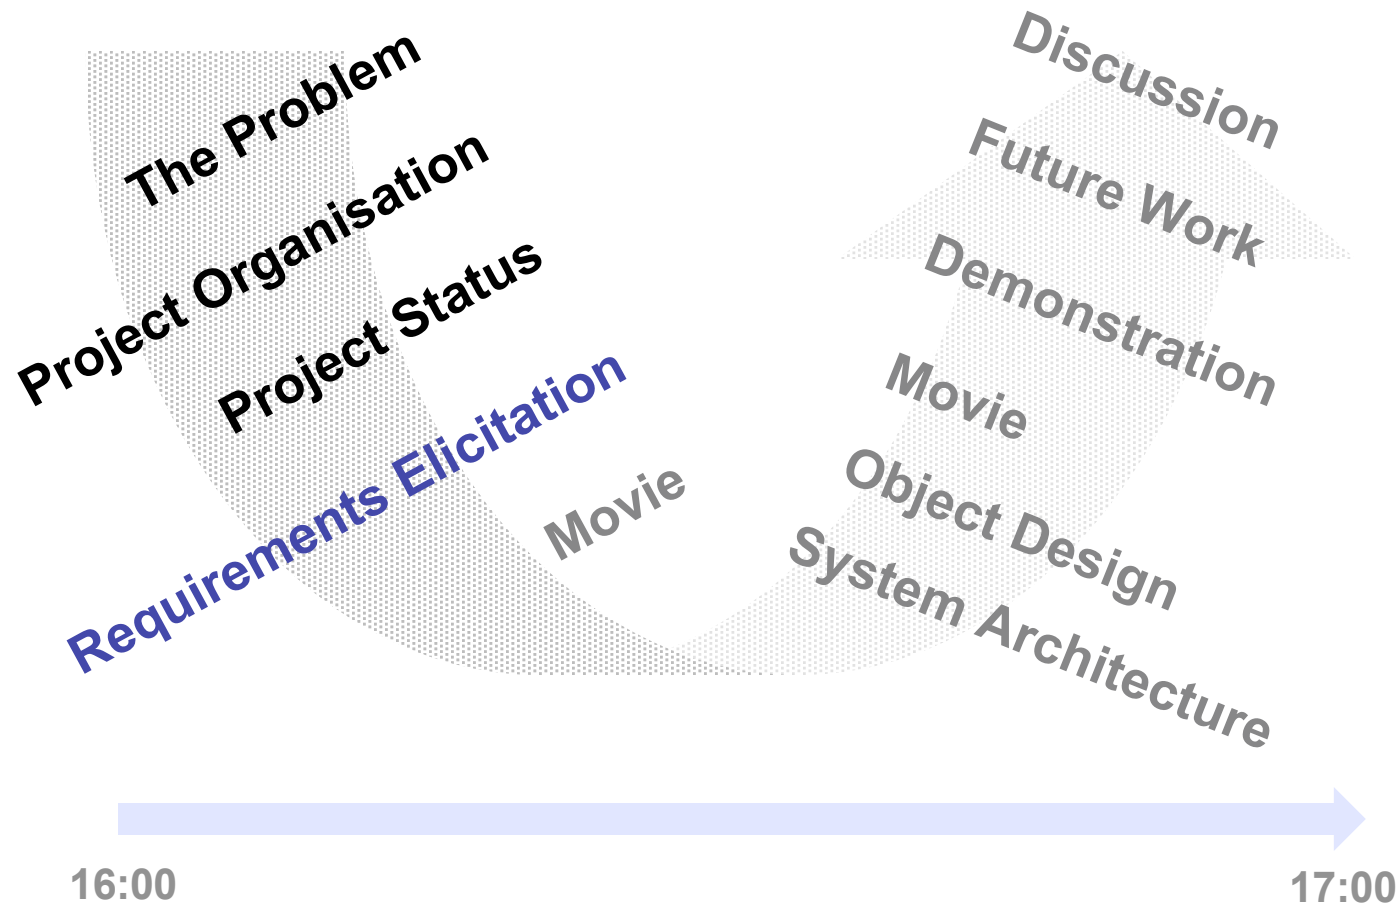 The Problem
Project Organisation
Project Status
Requirements Elicitation
Movie
Discussion
Future Work
Demonstration
Movie
Object Design
System Architecture
16:00
17:00